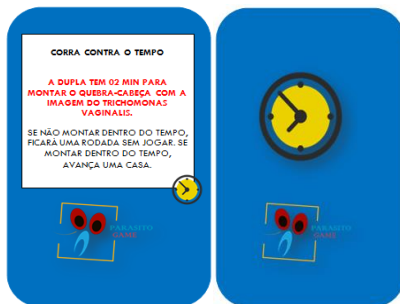 CORRA CONTRA O TEMPO
A DUPLA TEM 02 MIN PARA
MONTAR O QUEBRA-CABEÇA COM A
IMAGEM DO TRICHOMONAS
VAGINALIS.
SE NÃO MONTAR DENTRO DO TEMPO,
FICARÁ UMA RODADA SEM JOGAR. SE
MONTAR DENTRO DO TEMPO,
AVANÇA UMA CASA.
PARASITO
GAME
PARASITO
GAME